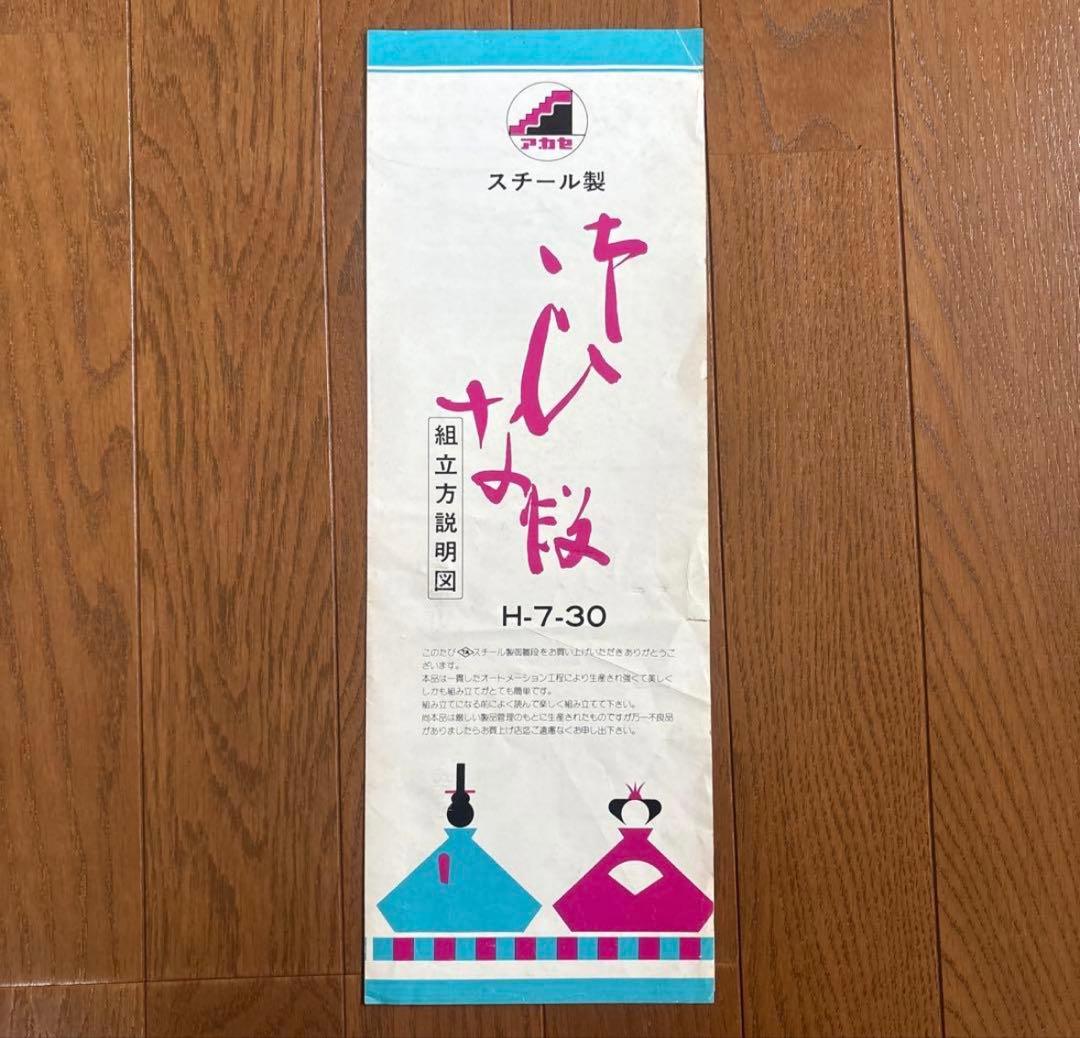 アカセ
スチール製
御ひな段
組立方説明図
H-7-30
このたびスチール製御雛段をお買い上げいただきありがとうご
ざいます。
本品は一貫したオートメーション工程により生産され強くて美しく
しかも組み立てがとても簡単です。
組み立てになる前によく読んで楽しく組み立てて下さい。
尚本品は厳しい製品管理のもとに生産されたものですが万一不良品
がありましたらお買上げ店迄ご遠慮なくお申し出下さい。